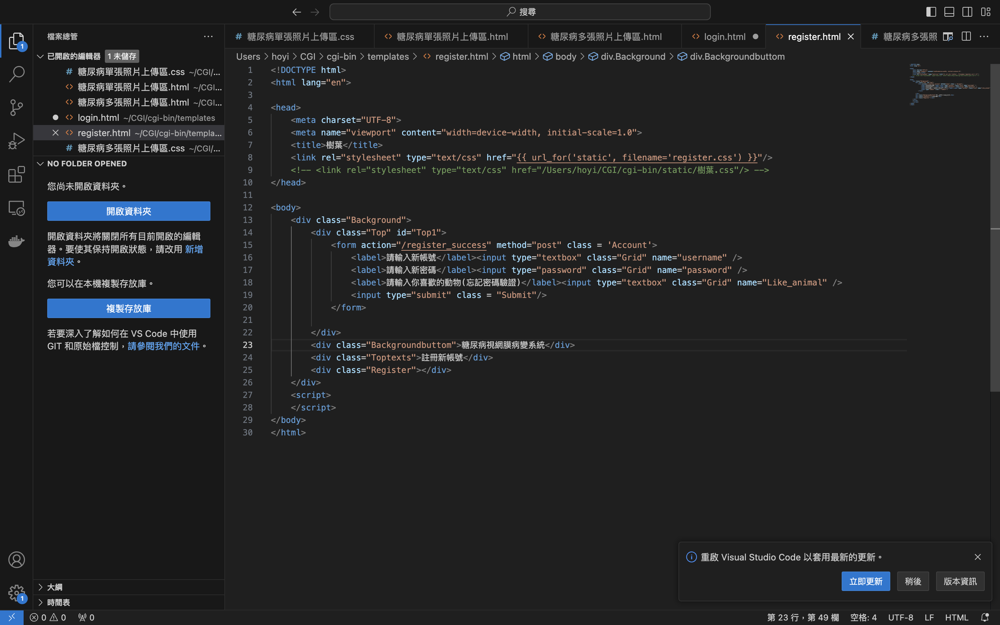 搜尋
檔案總管
已開啟的編輯器 1 未儲存
# 糖尿病單張照片上傳區.css ~/CGI/...
<> 糖尿病單張照片上傳區.html ~/CGI...
<> 糖尿病多張照片上傳區.html ~/CGI...
<> login.html ~/CGI/cgi-bin/templates
<> register.html ~/CGI/cgi-bin/templa...
# 糖尿病多張照片上傳區.css ~/CGI/...
NO FOLDER OPENED
您尚未開啟資料夾。
開啟資料夾
開啟資料夾將關閉所有目前開啟的編輯
器。要使其保持開啟狀態，請改用 新增
資料夾。
您可以在本機複製存放庫。
複製存放庫
若要深入了解如何在 VS Code 中使用
GIT 和原始檔控制，請參閱我們的文件。
大綱
時間表
1
1
# 糖尿病單張照片上傳區.css <> 糖尿病單張照片上傳區.html <> 糖尿病多張照片上傳區.html <> login.html <> register.html # 糖尿病多張照
Users > hoyi > CGI > cgi-bin > templates > <> register.html > html > body > div.Background > div.Backgroundbuttom
1 <!DOCTYPE html>
2 <html lang="en">
3
4 <head>
5 <meta charset="UTF-8">
6 <meta name="viewport" content="width=device-width, initial-scale=1.0">
7 <title>樹葉</title>
8 <link rel="stylesheet" type="text/css" href="{{ url_for('static', filename='register.css') }}"/>
9 <!-- <link rel="stylesheet" type="text/css" href="/Users/hoyi/CGI/cgi-bin/static/樹葉.css"/> -->
10 </head>
11
12 <body>
13 <div class="Background">
14 <div class="Top" id="Top1">
15 <form action="/register_success" method="post" class = 'Account'>
16 <label>請輸入新帳號</label><input type="textbox" class="Grid" name="username" />
17 <label>請輸入新密碼</label><input type="password" class="Grid" name="password" />
18 <label>請輸入你喜歡的動物(忘記密碼驗證)</label><input type="textbox" class="Grid" name="Like_animal" />
19 <input type="submit" class = "Submit"/>
20 </form>
21
22 </div>
23 <div class="Backgroundbuttom">糖尿病視網膜病變系統</div>
24 <div class="Toptexts">註冊新帳號</div>
25 <div class="Register"></div>
26 </div>
27 <script>
28 </script>
29 </body>
30 </html>
重啟 Visual Studio Code 以套用最新的更新。
立即更新 稍後 版本資訊
0 0 0 第 23 行，第 49 欄 空格: 4 UTF-8 LF HTML